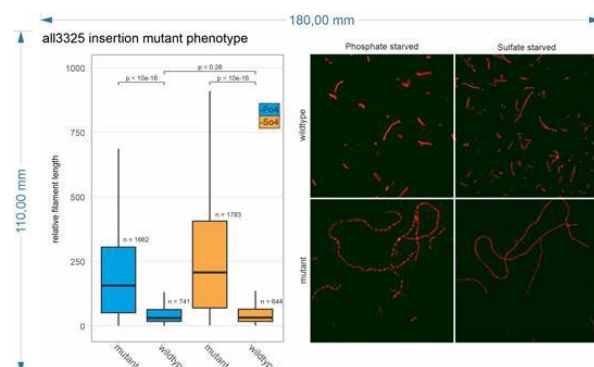 180,00 mm
110,00 mm
all3325 insertion mutant phenotype
1000
750
500
250
0
relative filament length
p < 10e-16
p < 0.26
p < 10e-16
-Po4
-So4
n = 1662
n = 741
n = 1783
n = 644
mutant
wildtype
mutant
wildtype
Phosphate starved
Sulfate starved
wildtype
mutant